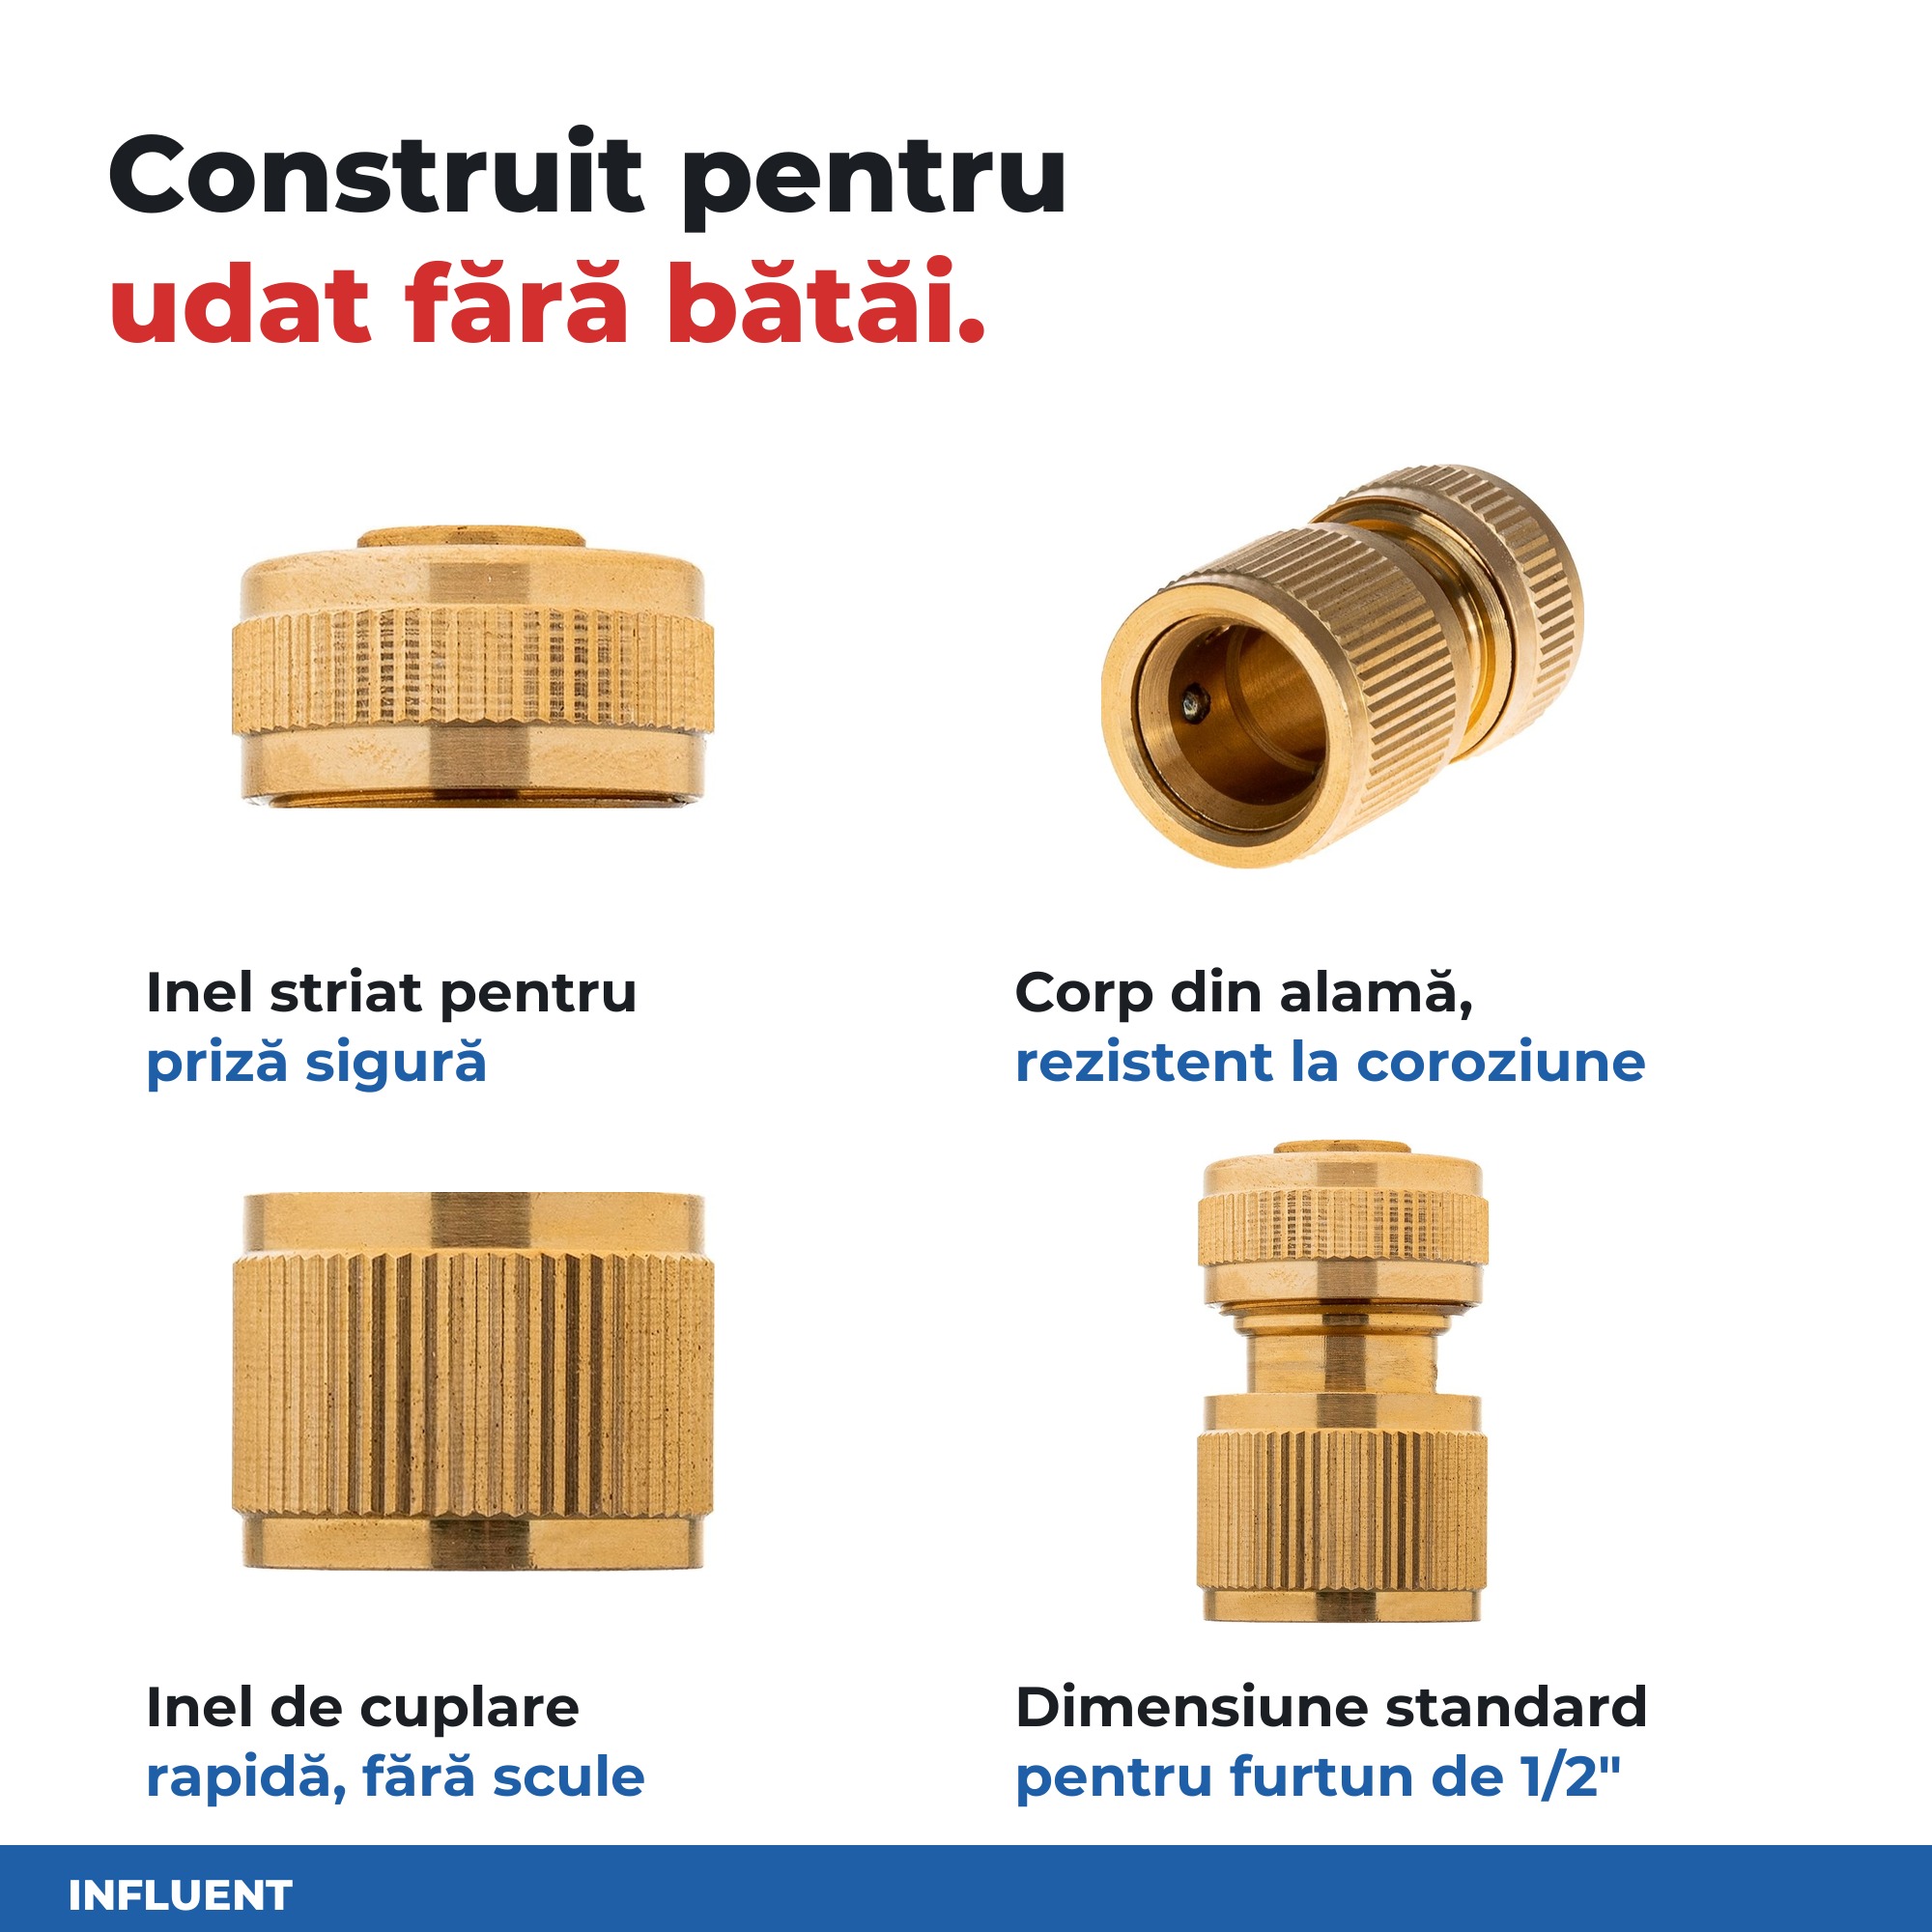 Construit pentru
udat fără bătăi.
Inel striat pentru
priză sigură
Corp din alamă,
rezistent la coroziune
Inel de cuplare
rapidă, fără scule
Dimensiune standard
pentru furtun de 1/2"
INFLUENT